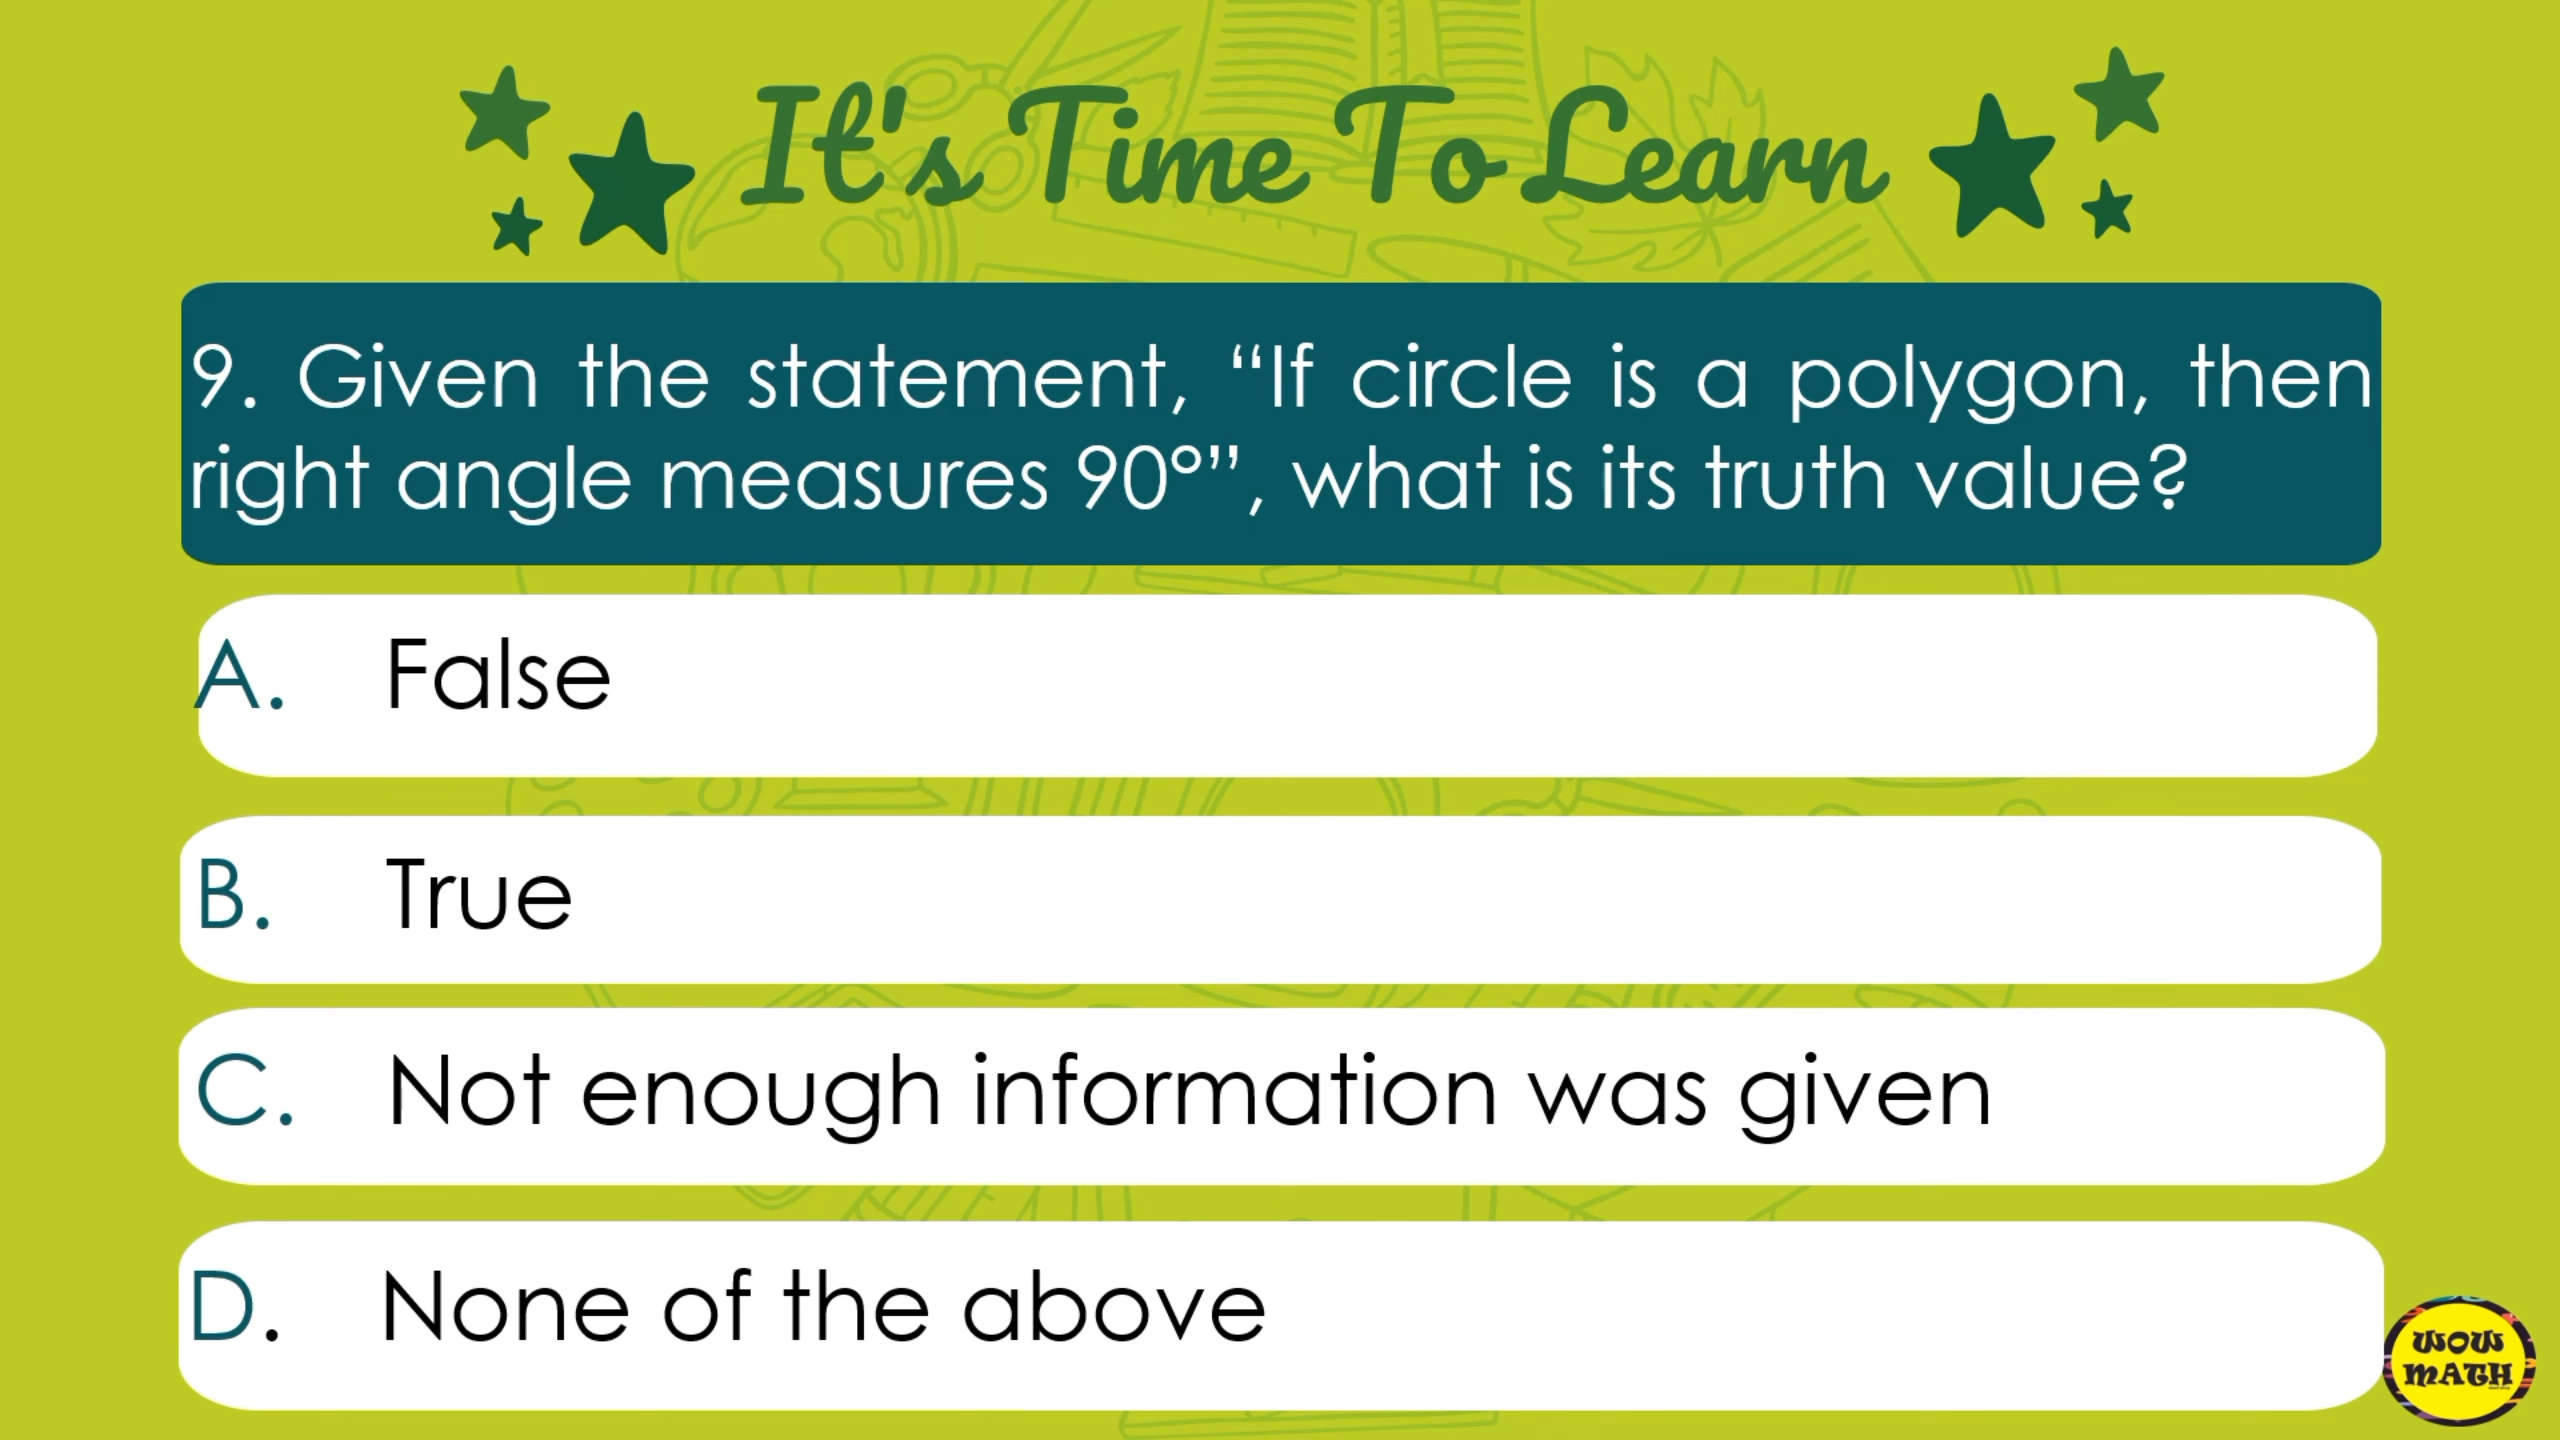 It's Time To Learn
9. Given the statement, “If circle is a polygon, then
right angle measures 90°”, what is its truth value?
A. False
B. True
C. Not enough information was given
D. None of the above
WOW
MATH